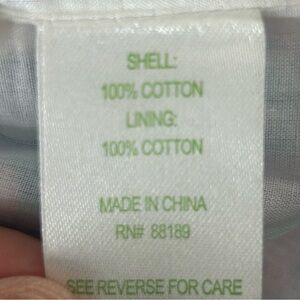 SHELL:
100% COTTON
LINING:
100% COTTON
MADE IN CHINA
RN# 88189
SEE REVERSE FOR CARE